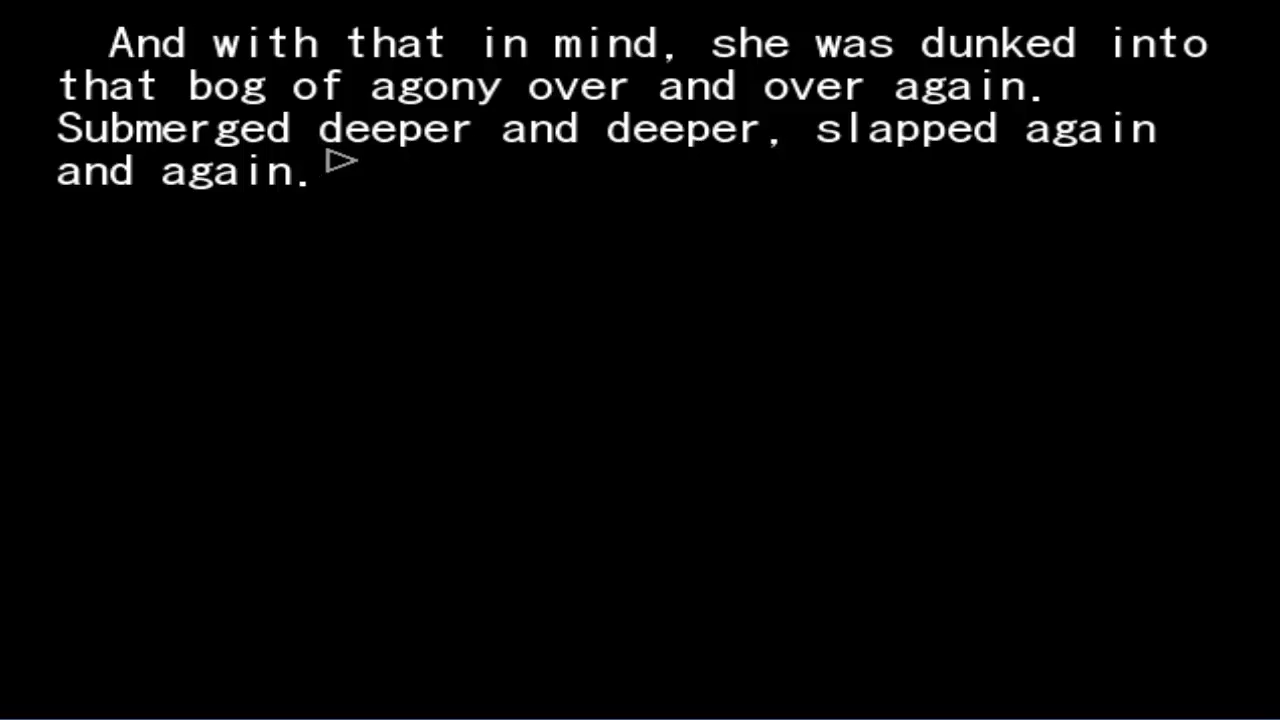 And with that in mind, she was dunked into
that bog of agony over and over again.
Submerged deeper and deeper, slapped again
and again.